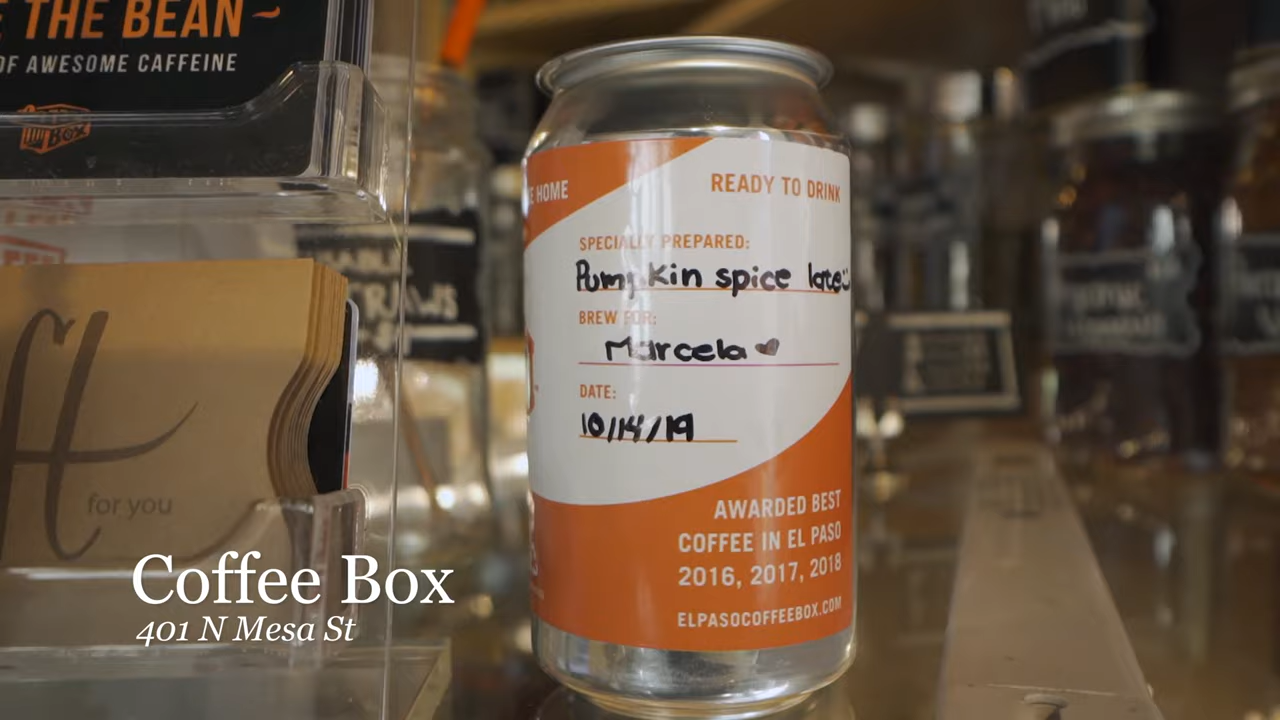 E THE BEAN
OF AWESOME CAFFEINE
BOX
for you
E HOME
READY TO DRINK
SPECIALLY PREPARED:
Pumpkin spice late
BREW FOR:
Marcela
DATE:
10/14/19
AWARDED BEST
COFFEE IN EL PASO
2016, 2017, 2018
ELPASOCOFFEEBOX.COM
Coffee Box
401 N Mesa St